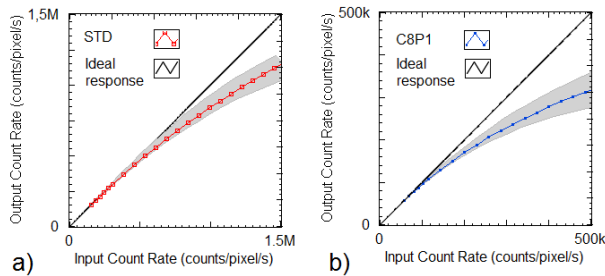 1.5M
STD
Ideal
response
Output Count Rate (counts/pixel/s)
0
0
1.5M
Input Count Rate (counts/pixel/s)
a)
500k
C8P1
Ideal
response
Output Count Rate (counts/pixel/s)
0
0
500k
Input Count Rate (counts/pixel/s)
b)